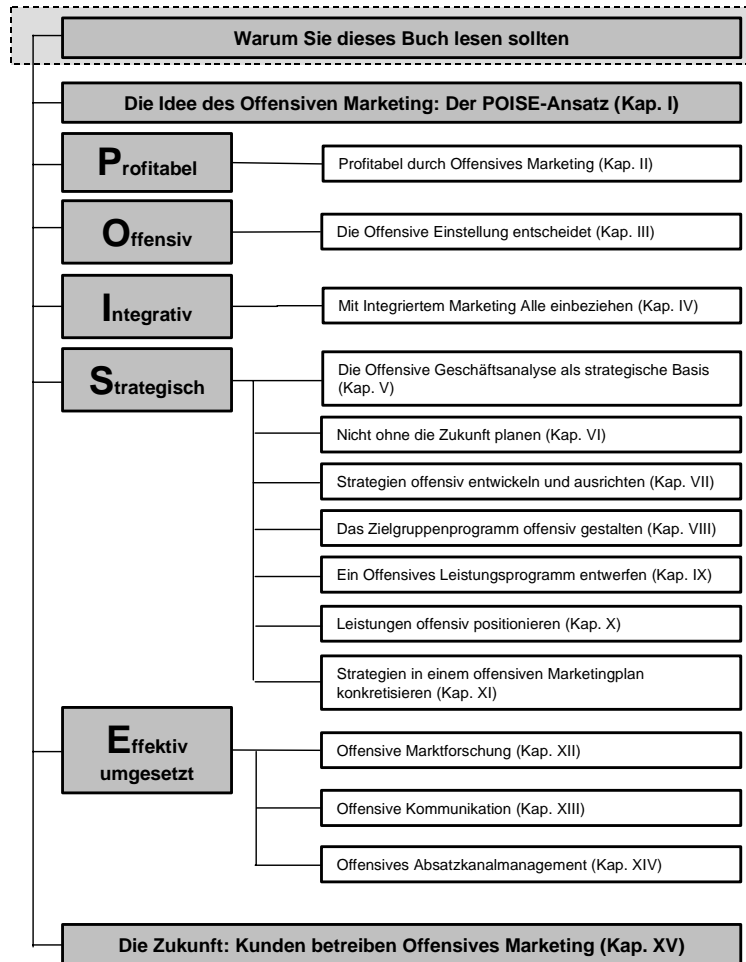 Warum Sie dieses Buch lesen sollten
Die Idee des Offensiven Marketing: Der POISE-Ansatz (Kap. I)
Profitabel
Profitabel durch Offensives Marketing (Kap. II)
Offensiv
Die Offensive Einstellung entscheidet (Kap. III)
Integrativ
Mit Integriertem Marketing Alle einbeziehen (Kap. IV)
Strategisch
Die Offensive Geschäftsanalyse als strategische Basis
(Kap. V)
Nicht ohne die Zukunft planen (Kap. VI)
Strategien offensiv entwickeln und ausrichten (Kap. VII)
Das Zielgruppenprogramm offensiv gestalten (Kap. VIII)
Ein Offensives Leistungsprogramm entwerfen (Kap. IX)
Leistungen offensiv positionieren (Kap. X)
Strategien in einem offensiven Marketingplan
konkretisieren (Kap. XI)
Effektiv
umgesetzt
Offensive Marktforschung (Kap. XII)
Offensive Kommunikation (Kap. XIII)
Offensives Absatzkanalmanagement (Kap. XIV)
Die Zukunft: Kunden betreiben Offensives Marketing (Kap. XV)